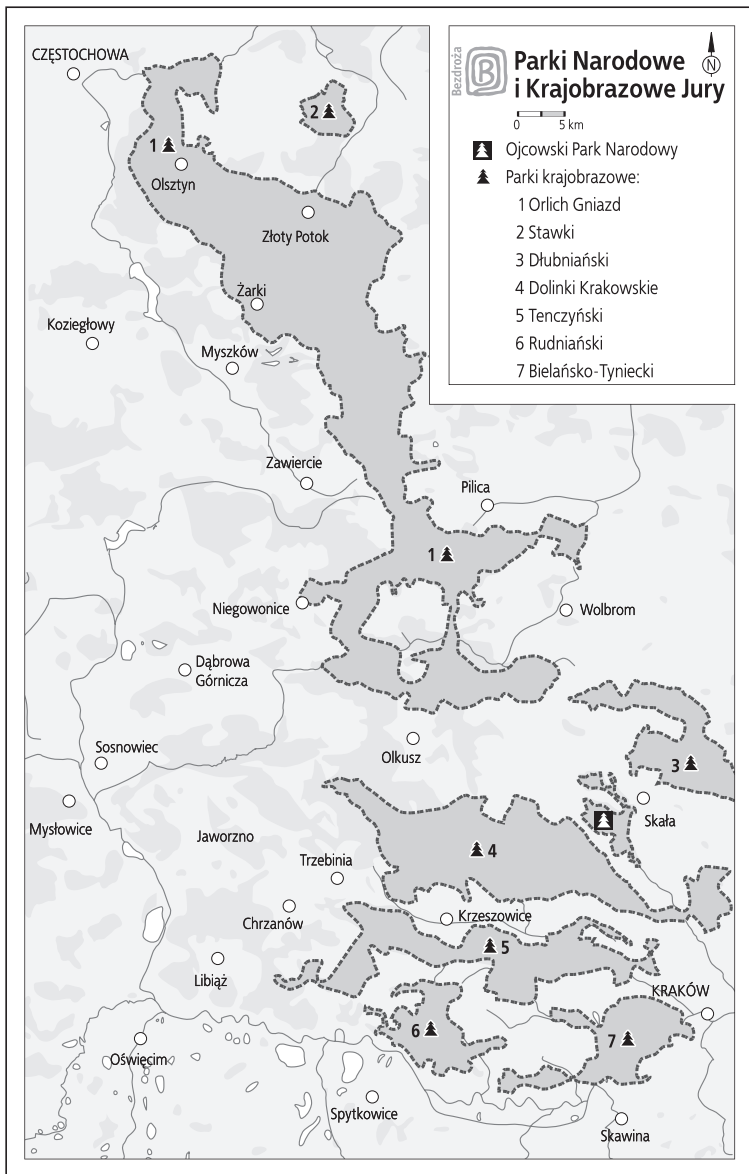 Bezdroża
B
Parki Narodowe
i Krajobrazowe Jury
N
0 5 km
Ojcowski Park Narodowy
Parki krajobrazowe:
1 Orlich Gniazd
2 Stawki
3 Dłubniański
4 Dolinki Krakowskie
5 Tenczyński
6 Rudniański
7 Bielańsko-Tyniecki
CZĘSTOCHOWA
2
1
Olsztyn
Złoty Potok
Żarki
Koziegłowy
Myszków
Zawiercie
Pilica
1
Niegowonice
Wolbrom
Dąbrowa
Górnicza
Olkusz
Sosnowiec
3
Mysłowice
Skała
Jaworzno
4
Trzebinia
Chrzanów
Krzeszowice
5
Libiąż
KRAKÓW
6
7
Oświęcim
Spytkowice
Skawina